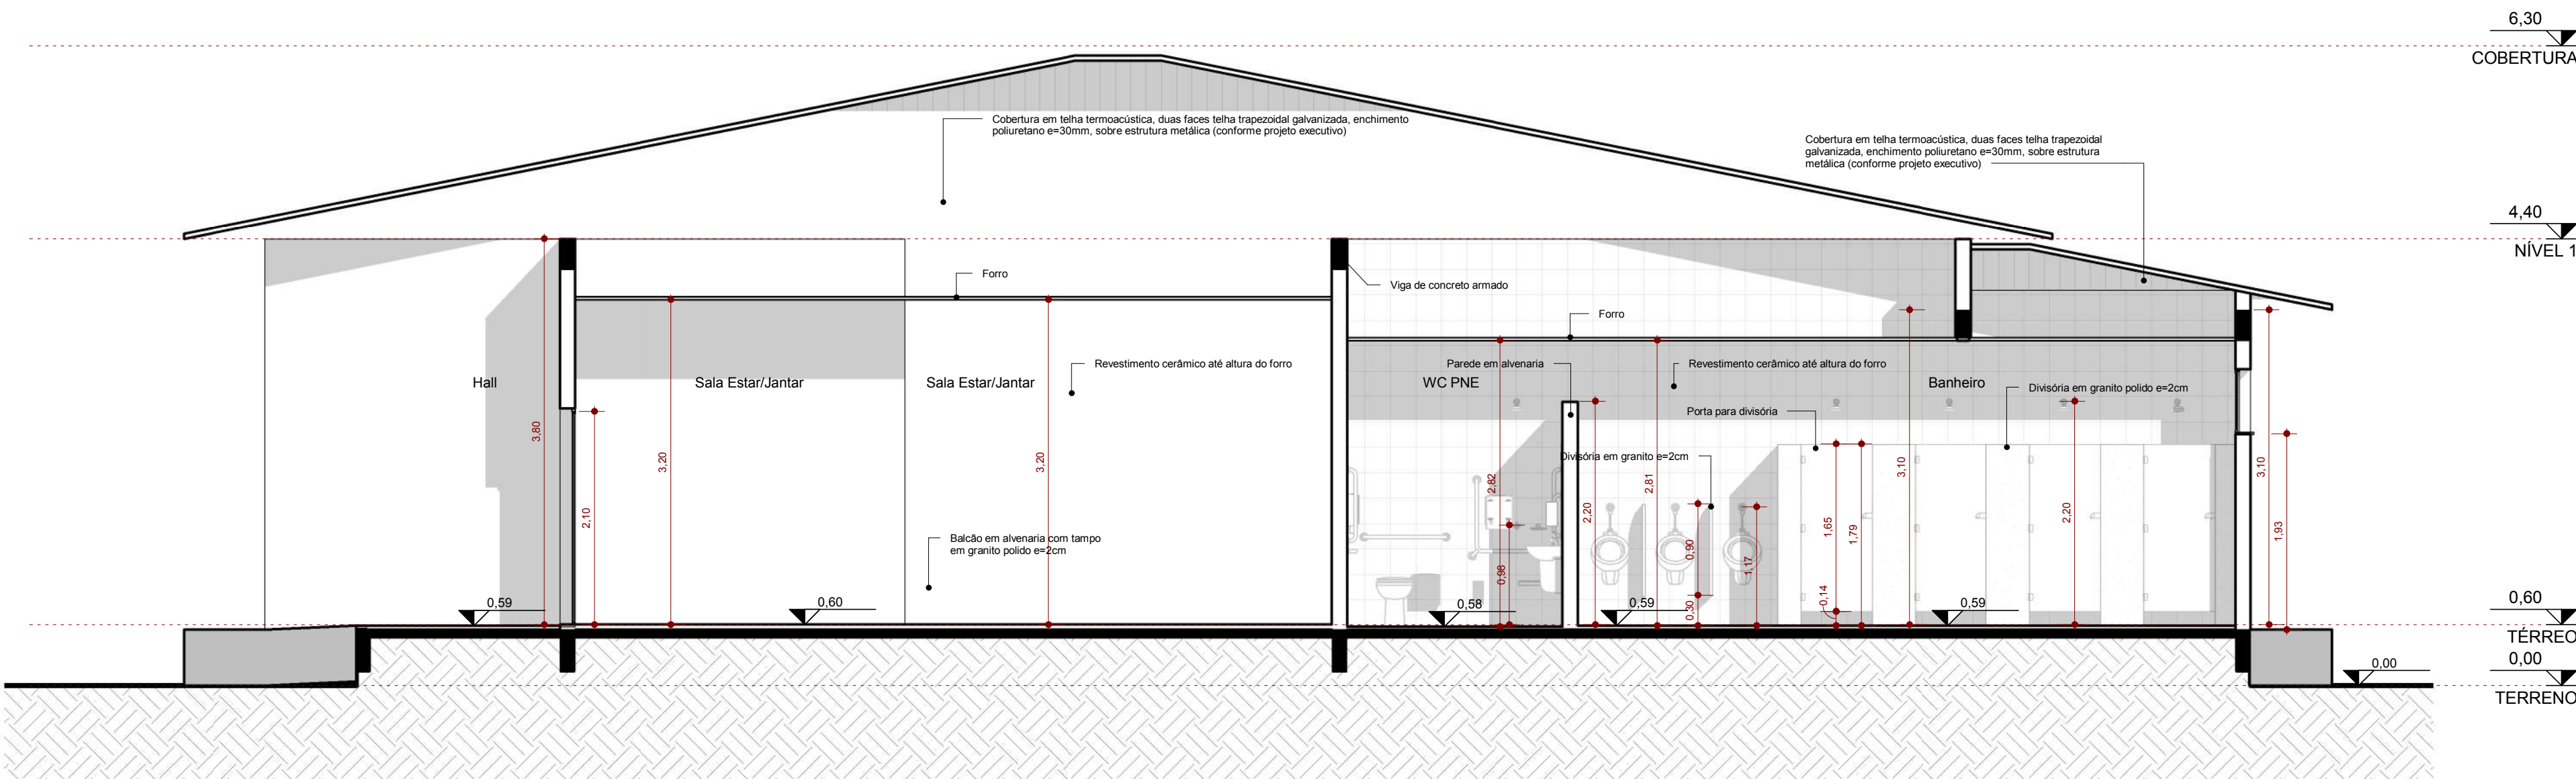 6,30
COBERTURA
Cobertura em telha termoacústica, duas faces telha trapezoidal galvanizada, enchimento
poliuretano e=30mm, sobre estrutura metálica (conforme projeto executivo)
Cobertura em telha termoacústica, duas faces telha trapezoidal
galvanizada, enchimento poliuretano e=30mm, sobre estrutura
metálica (conforme projeto executivo)
4,40
NÍVEL 1
Forro
Viga de concreto armado
Forro
Revestimento cerâmico até altura do forro
Parede em alvenaria
Revestimento cerâmico até altura do forro
Hall
Sala Estar/Jantar
Sala Estar/Jantar
WC PNE
Banheiro
Divisória em granito polido e=2cm
Porta para divisória
3,80
3,20
3,20
Divisória em granito e=2cm
2,82
2,81
3,10
3,10
2,10
2,20
1,65
1,79
2,20
1,93
Balcão em alvenaria com tampo
em granito polido e=2cm
0,98
0,90
1,17
0,30
0,14
0,59
0,60
0,58
0,59
0,59
0,60
TÉRREO
0,00
0,00
TERRENO